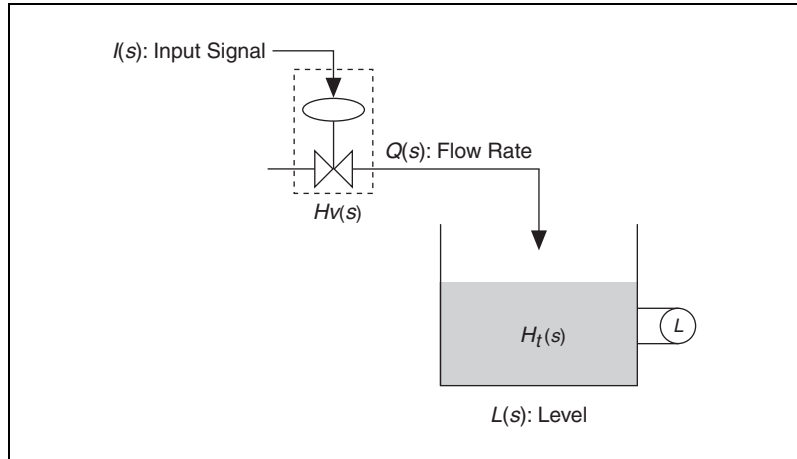 I(s): Input Signal
Q(s): Flow Rate
Hv(s)
Ht(s)
L
L(s): Level